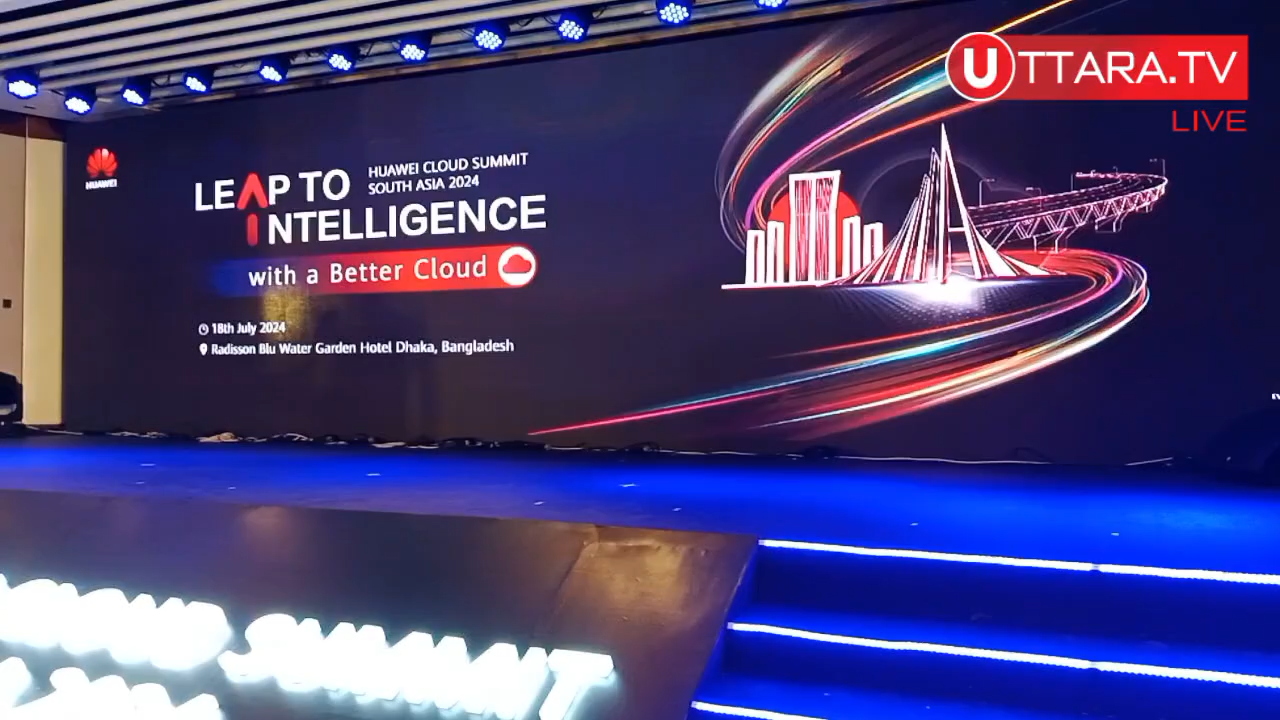 UTTARA.TV
LIVE
HUAWEI
HUAWEI CLOUD SUMMIT
SOUTH ASIA 2024
LEAP TO
INTELLIGENCE
with a Better Cloud
18th July 2024
Radisson Blu Water Garden Hotel Dhaka, Bangladesh
SUMMIT